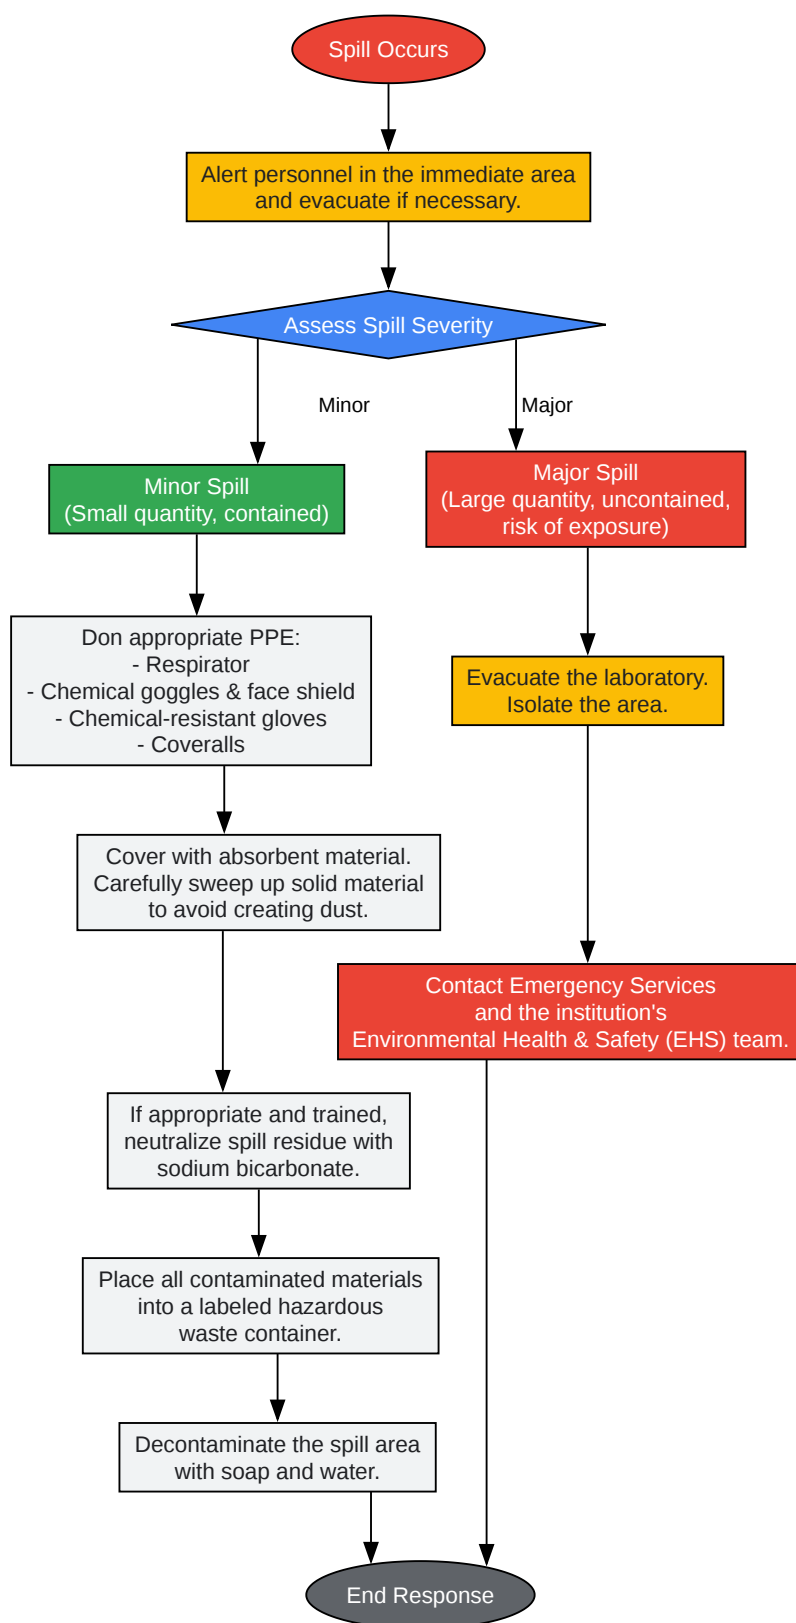 Spill Occurs
Alert personnel in the immediate area
and evacuate if necessary.
Assess Spill Severity
Minor
Major
Minor Spill
(Small quantity, contained)
Major Spill
(Large quantity, uncontained,
risk of exposure)
Don appropriate PPE:
- Respirator
- Chemical goggles & face shield
- Chemical-resistant gloves
- Coveralls
Evacuate the laboratory.
Isolate the area.
Cover with absorbent material.
Carefully sweep up solid material
to avoid creating dust.
Contact Emergency Services
and the institution's
Environmental Health & Safety (EHS) team.
If appropriate and trained,
neutralize spill residue with
sodium bicarbonate.
Place all contaminated materials
into a labeled hazardous
waste container.
Decontaminate the spill area
with soap and water.
End Response